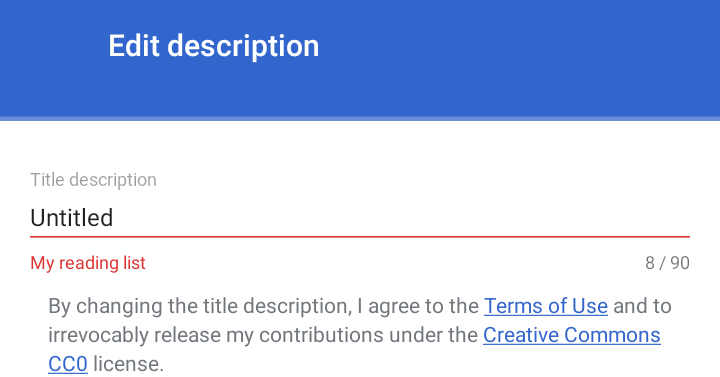 Edit description
Title description
Untitled
My reading list
8 / 90
By changing the title description, I agree to the Terms of Use and to
irrevocably release my contributions under the Creative Commons
CC0 license.